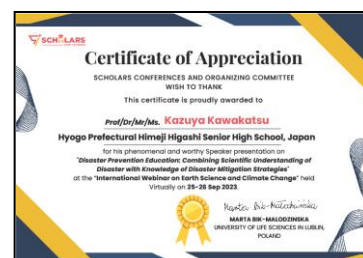 SCHOLARS
Certificate of Appreciation
SCHOLARS CONFERENCES AND ORGANIZING COMMITTEE
WISH TO THANK
This certificate is proudly awarded to
Prof/Dr/Mr/Ms. Kazuya Kawakatsu
Hyogo Prefectural Himeji Higashi Senior High School, Japan
for his phenomenal and worthy Speaker presentation on
"Disaster Prevention Education: Combining Scientific Understanding of
Disaster with Knowledge of Disaster Mitigation Strategies"
at the "International Webinar on Earth Science and Climate Change" held
Virtually on 25-26 Sep 2023.
MARTA BIK-MALODZINSKA
UNIVERSITY OF LIFE SCIENCES IN LUBLIN,
POLAND